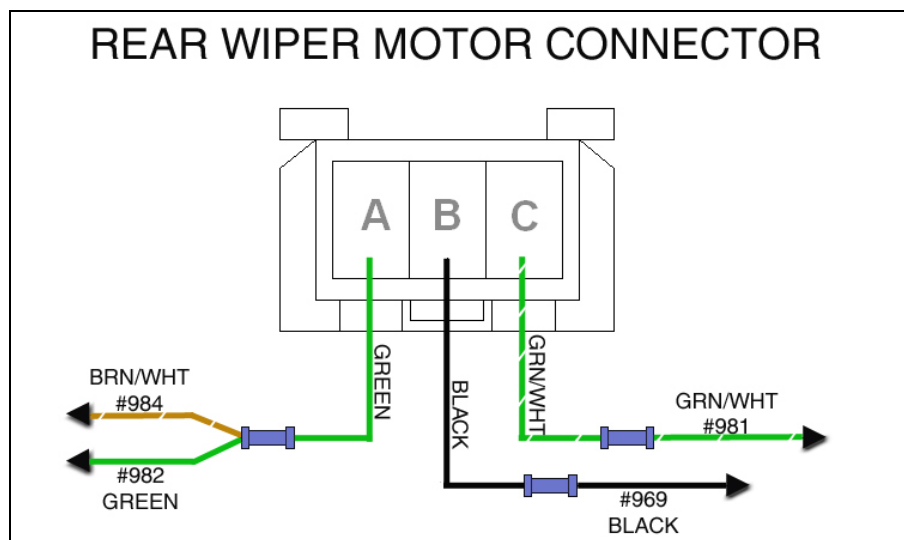 REAR WIPER MOTOR CONNECTOR
A B C
GREEN
BLACK
GRN/WHT
BRN/WHT
#984
#982
GREEN
GRN/WHT
#981
#969
BLACK